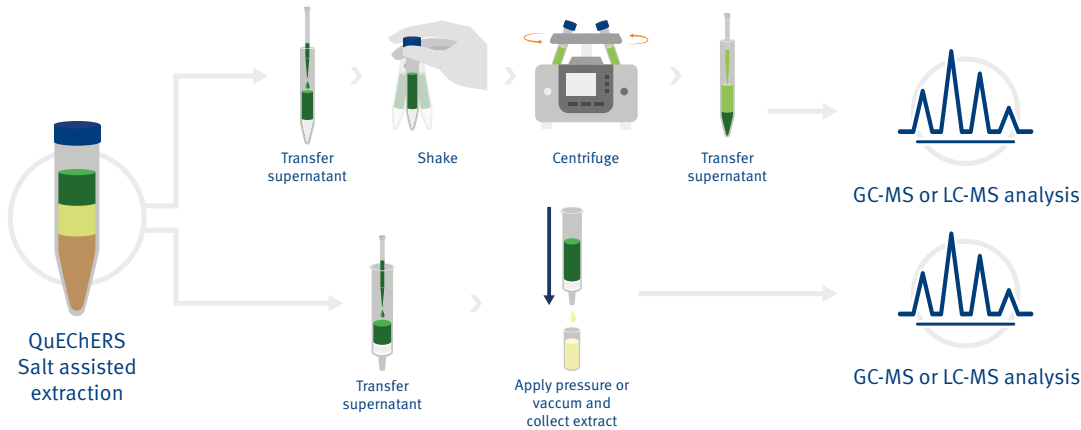 QuEChERS
Salt assisted
extraction
Transfer
supernatant
Shake
Centrifuge
Transfer
supernatant
GC-MS or LC-MS analysis
Transfer
supernatant
Apply pressure or
vaccum and
collect extract
GC-MS or LC-MS analysis